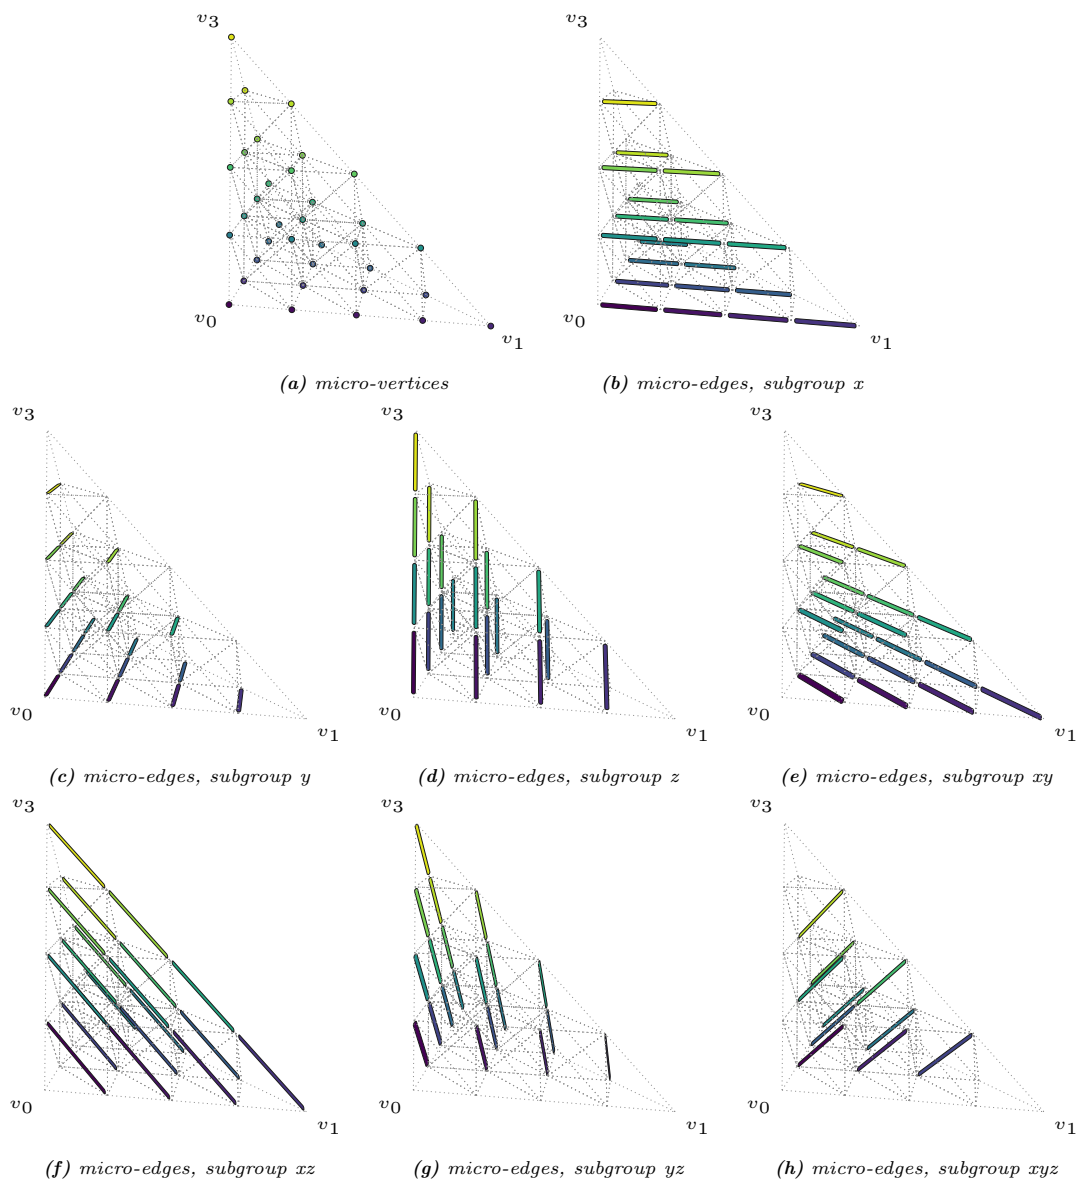 v3
v3
v0
v1
v0
v1
(a) micro-vertices
(b) micro-edges, subgroup x
v3
v3
v3
v0
v1
v0
v1
v0
v1
(c) micro-edges, subgroup y
(d) micro-edges, subgroup z
(e) micro-edges, subgroup xy
v3
v3
v3
v0
v1
v0
v1
v0
v1
(f) micro-edges, subgroup xz
(g) micro-edges, subgroup yz
(h) micro-edges, subgroup xyz